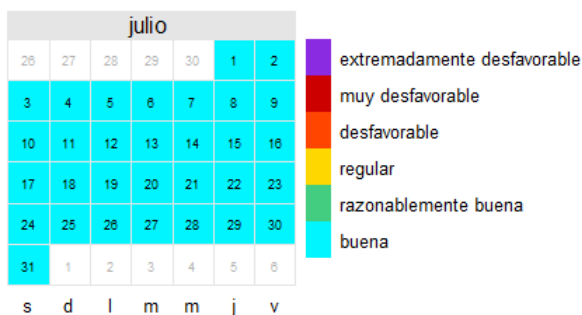 julio
26 27 28 29 30 1 2
3 4 5 6 7 8 9
10 11 12 13 14 15 16
17 18 19 20 21 22 23
24 25 26 27 28 29 30
31 1 2 3 4 5 6
s d l m m j v
extremadamente desfavorable
muy desfavorable
desfavorable
regular
razonablemente buena
buena